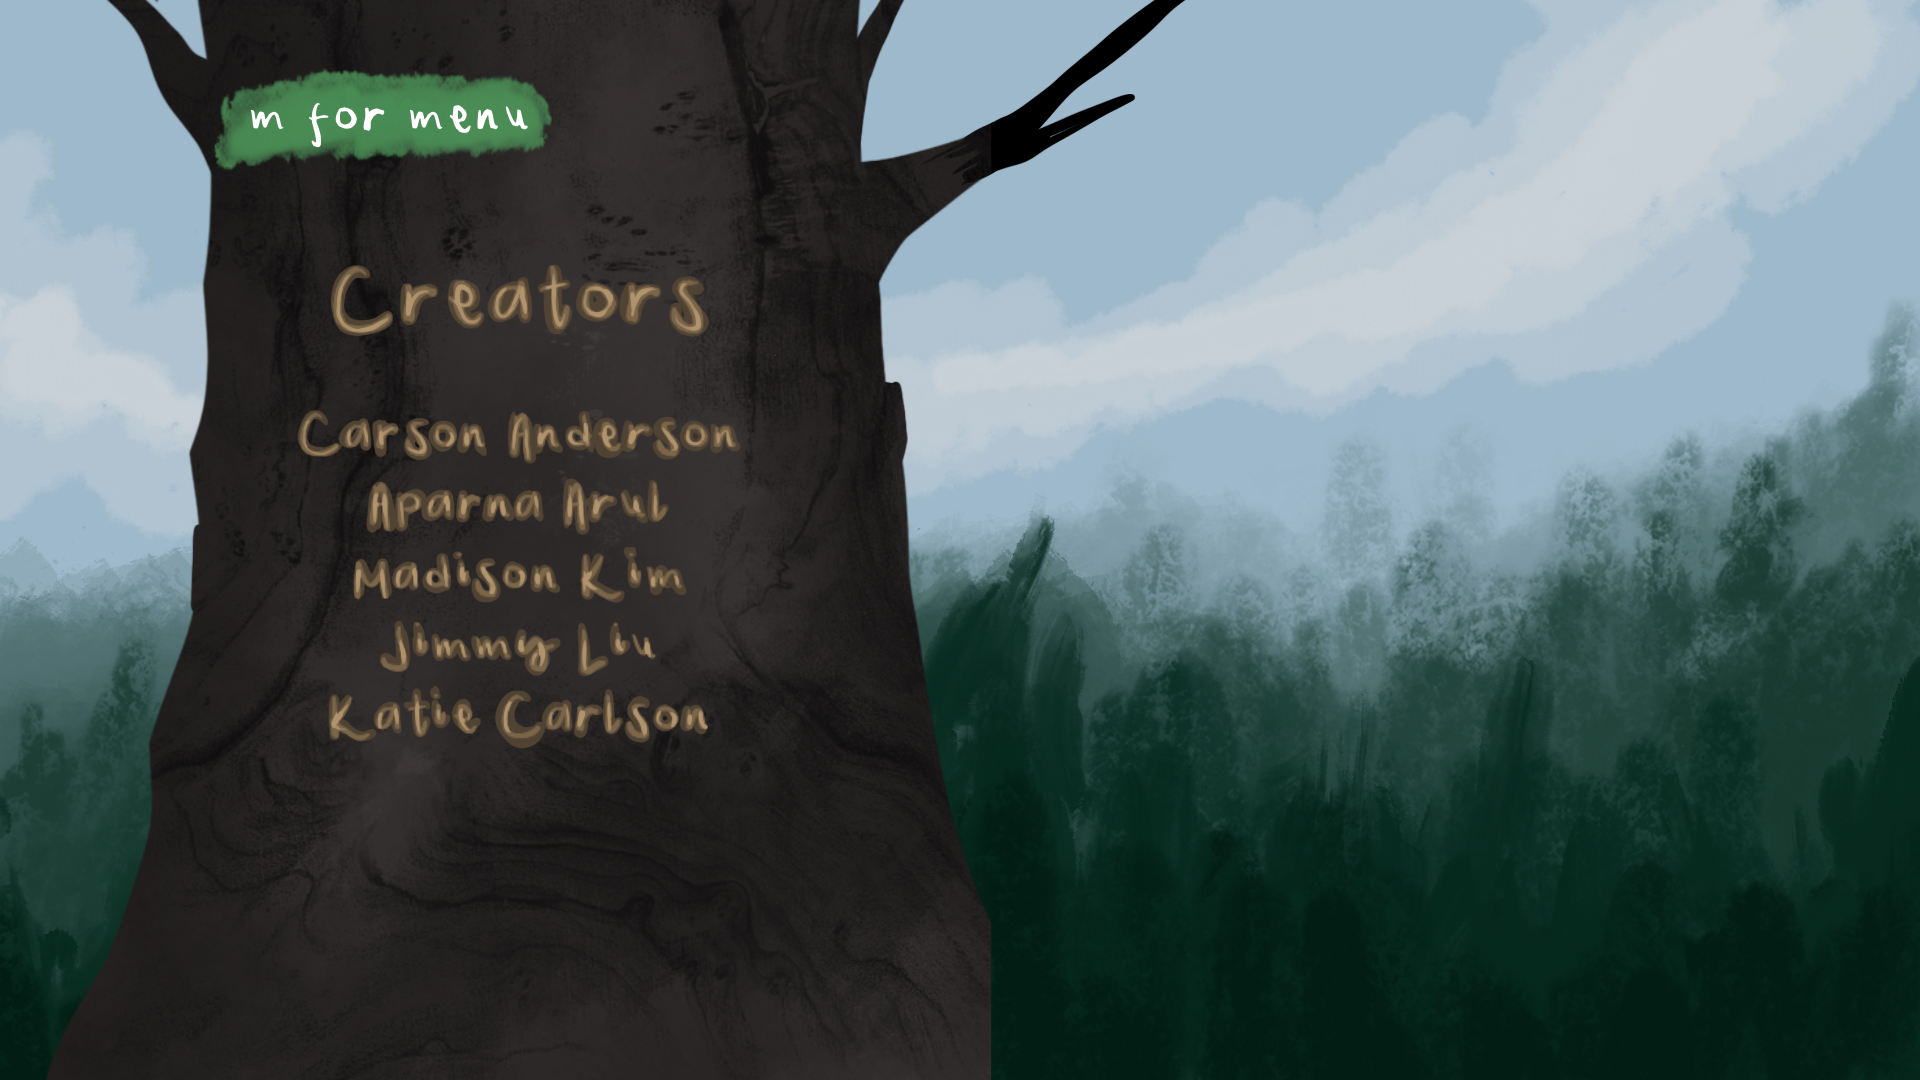 m for menu
Creators
Carson Anderson
Aparna Arul
Madison Kim
Jimmy Liu
Katie Carlson